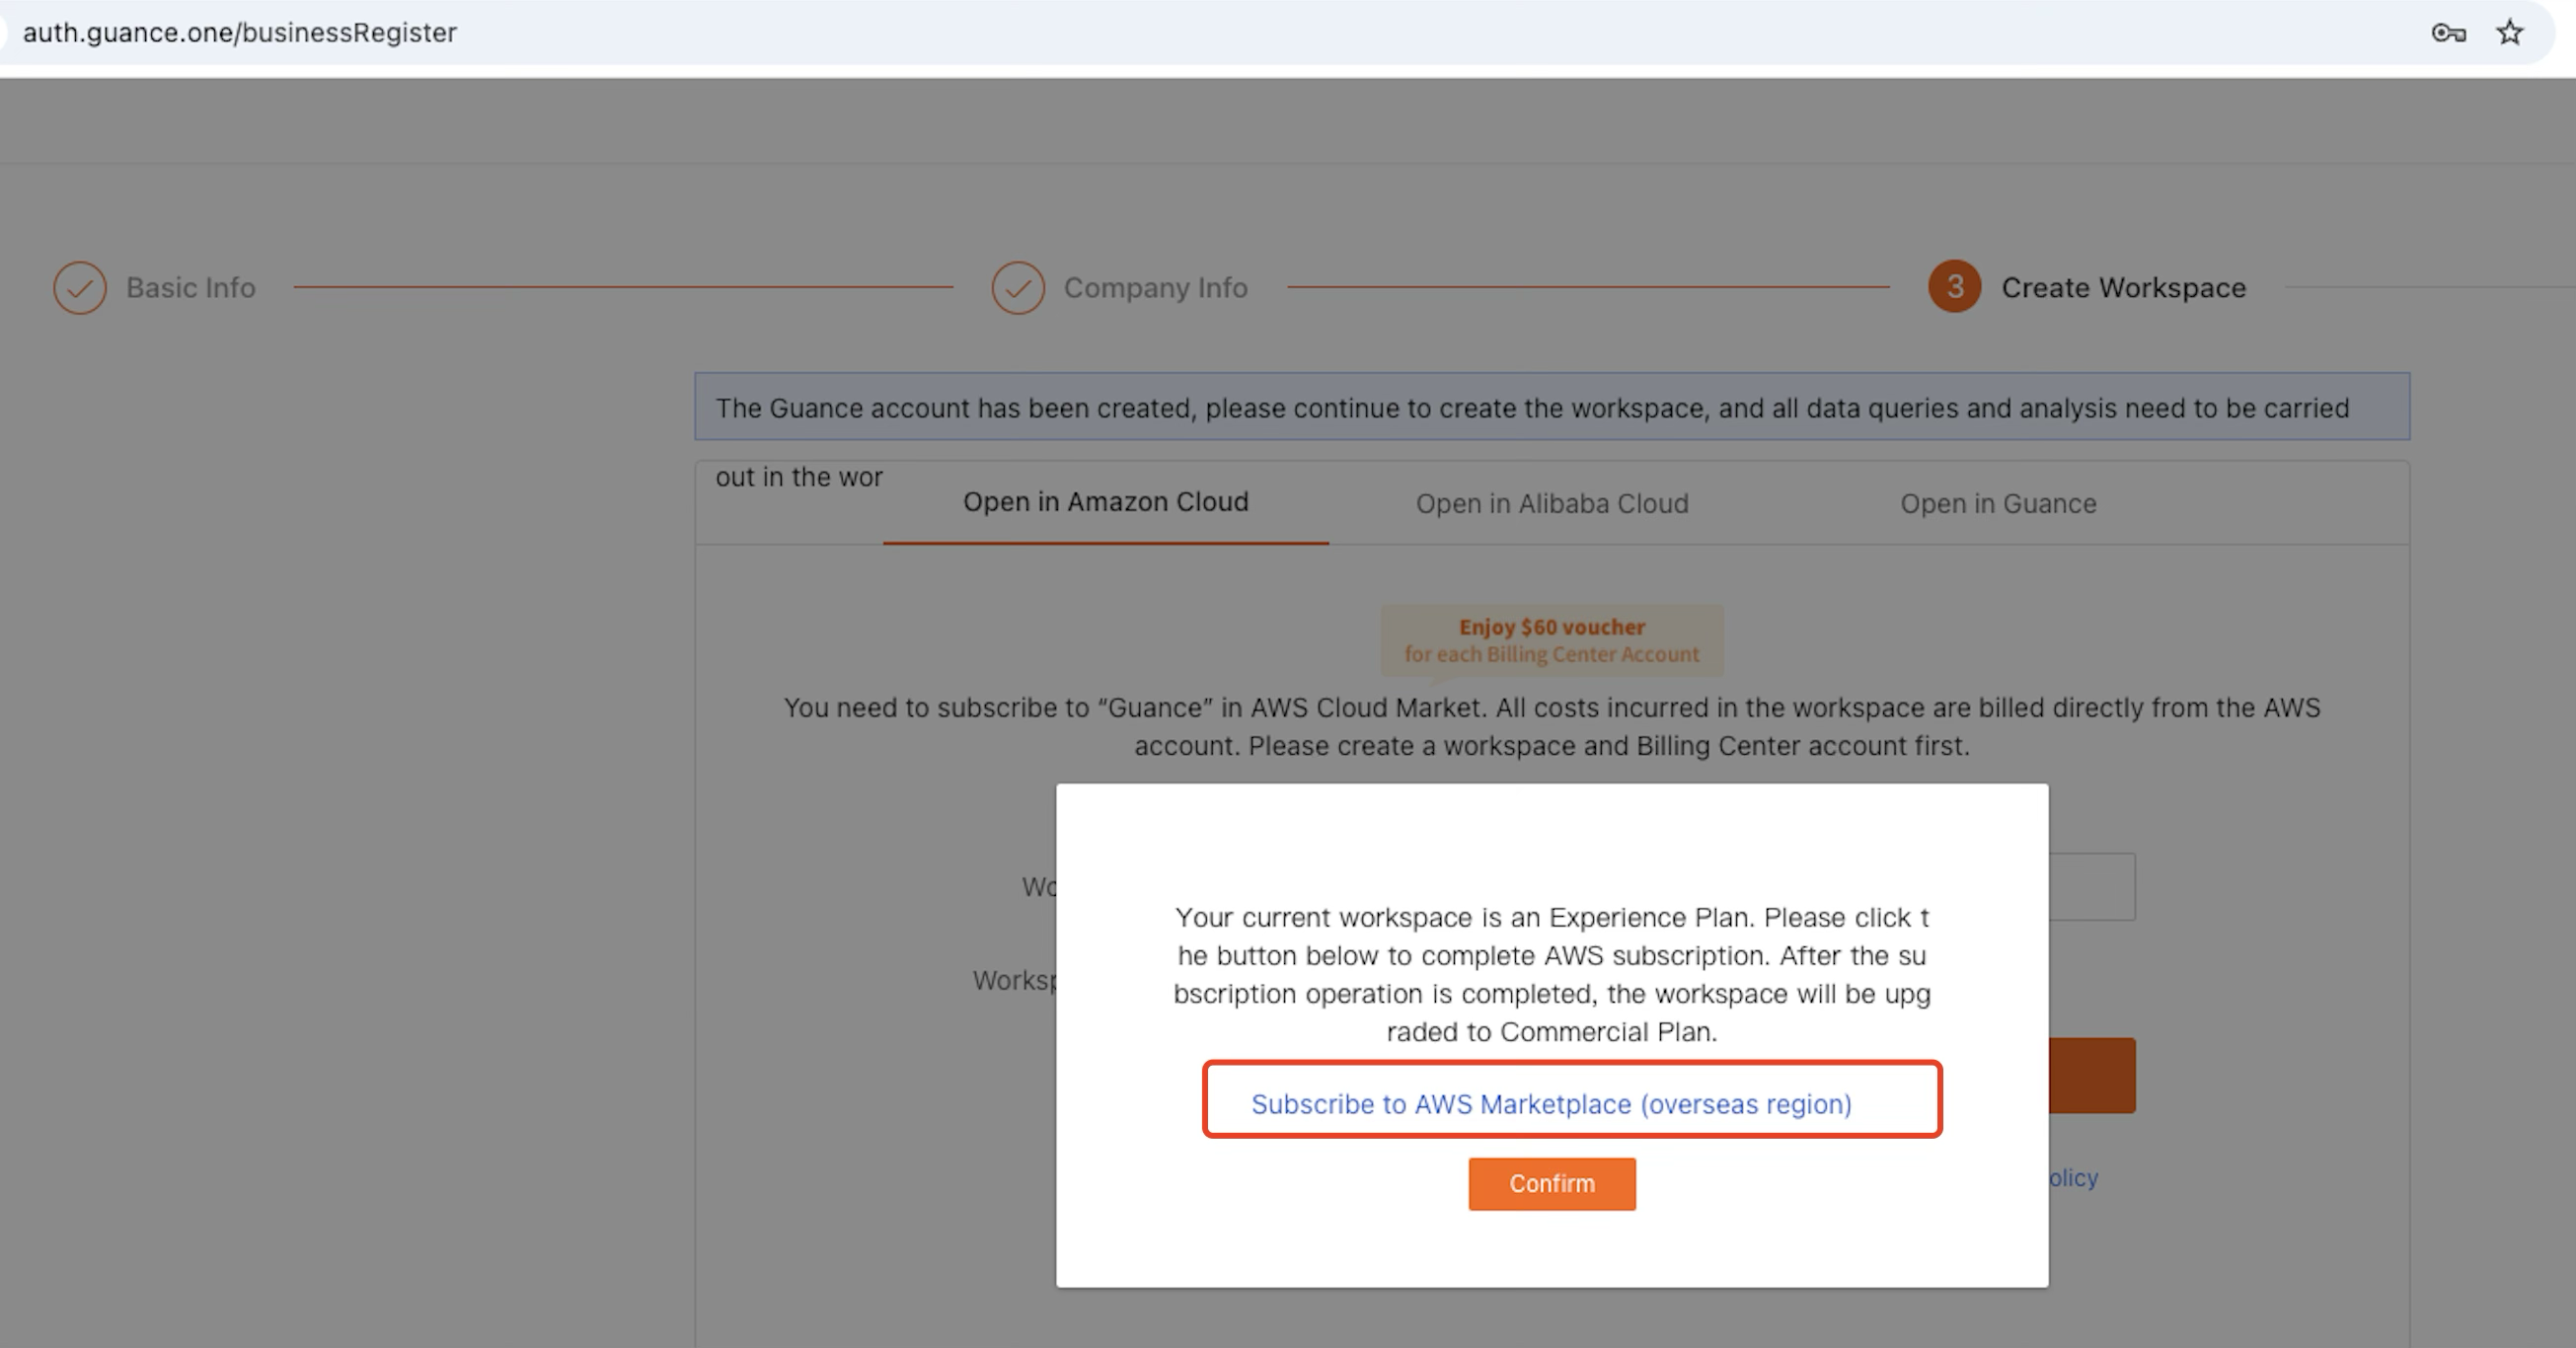 auth.guance.one/businessRegister
Basic Info
Company Info
3 Create Workspace
The Guance account has been created, please continue to create the workspace, and all data queries and analysis need to be carried
out in the wor
Open in Amazon Cloud
Open in Alibaba Cloud
Open in Guance
Enjoy $60 voucher
for each Billing Center Account
You need to subscribe to “Guance” in AWS Cloud Market. All costs incurred in the workspace are billed directly from the AWS
account. Please create a workspace and Billing Center account first.
Wo
Worksp
Your current workspace is an Experience Plan. Please click t
he button below to complete AWS subscription. After the su
bscription operation is completed, the workspace will be upg
raded to Commercial Plan.
Subscribe to AWS Marketplace (overseas region)
Confirm
olicy